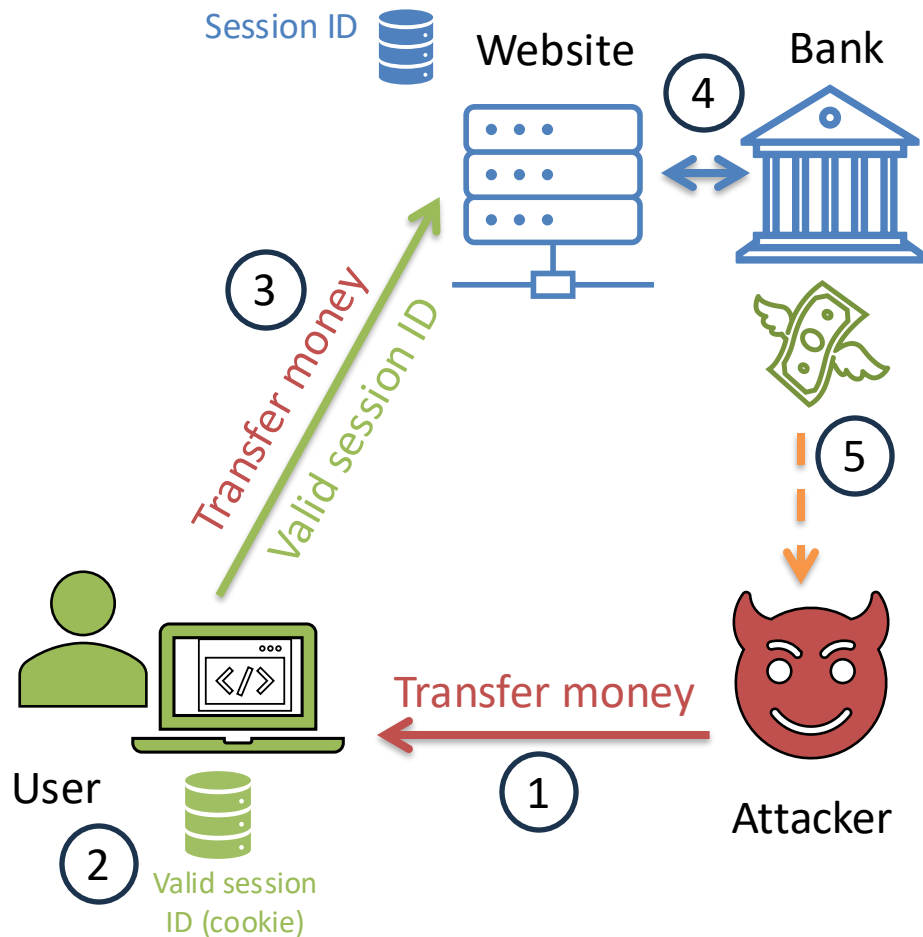 Session ID
Website
Bank
4
3
Transfer money
Valid session ID
5
</>
Transfer money
1
User
Attacker
2
Valid session
ID (cookie)